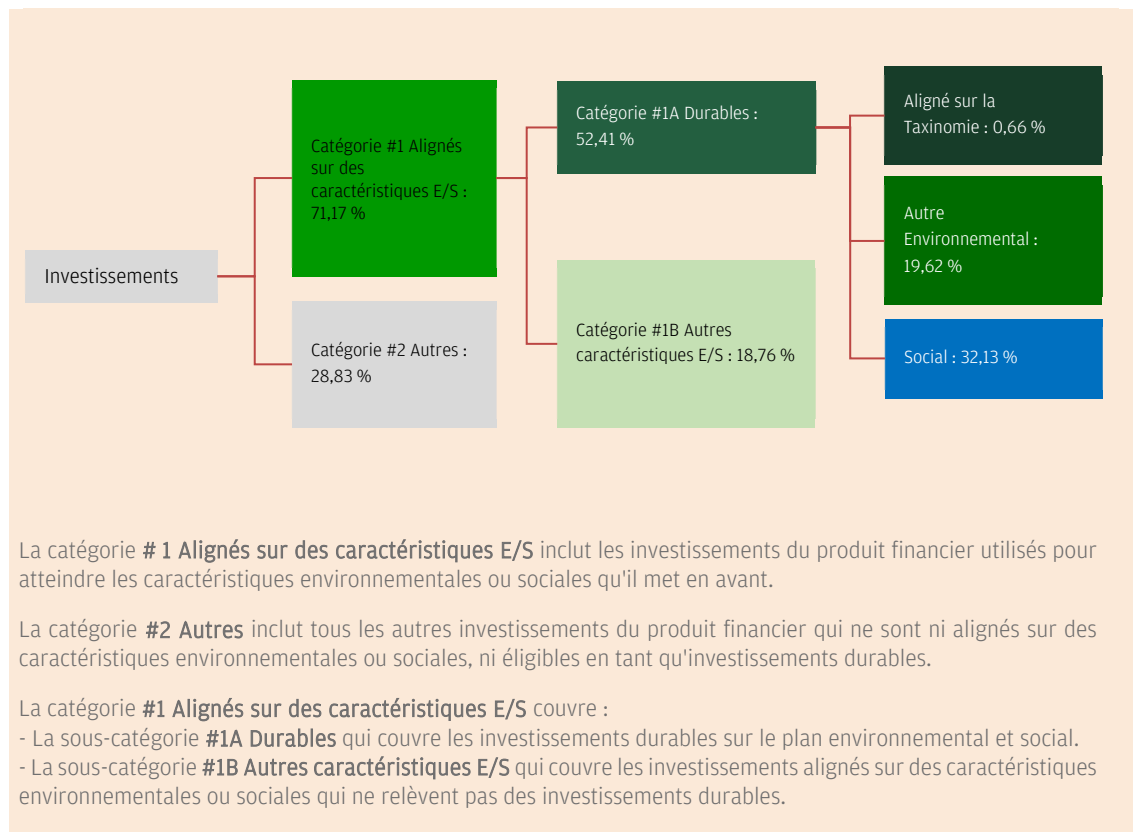 Investissements
Catégorie #1 Alignés
sur des
caractéristiques E/S :
71,17 %
Catégorie #2 Autres :
28,83 %
Catégorie #1A Durables :
52,41 %
Catégorie #1B Autres
caractéristiques E/S : 18,76 %
Aligné sur la
Taxinomie : 0,66 %
Autre
Environnemental :
19,62 %
Social : 32,13 %
La catégorie # 1 Alignés sur des caractéristiques E/S inclut les investissements du produit financier utilisés pour
atteindre les caractéristiques environnementales ou sociales qu'il met en avant.
La catégorie #2 Autres inclut tous les autres investissements du produit financier qui ne sont ni alignés sur des
caractéristiques environnementales ou sociales, ni éligibles en tant qu'investissements durables.
La catégorie #1 Alignés sur des caractéristiques E/S couvre :
- La sous-catégorie #1A Durables qui couvre les investissements durables sur le plan environnemental et social.
- La sous-catégorie #1B Autres caractéristiques E/S qui couvre les investissements alignés sur des caractéristiques
environnementales ou sociales qui ne relèvent pas des investissements durables.